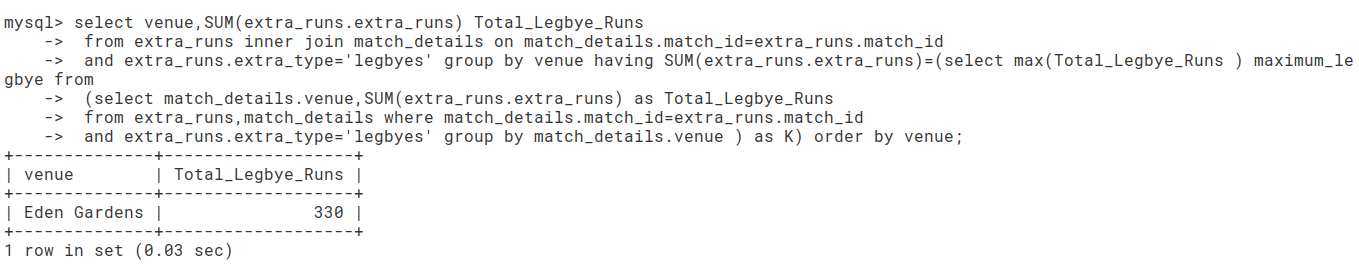 mysql> select venue,SUM(extra_runs.extra_runs) Total_Legbye_Runs
    ->  from extra_runs inner join match_details on match_details.match_id=extra_runs.match_id
    ->  and extra_runs.extra_type='legbyes' group by venue having SUM(extra_runs.extra_runs)=(select max(Total_Legbye_Runs ) maximum_le
gbye from
    ->  (select match_details.venue,SUM(extra_runs.extra_runs) as Total_Legbye_Runs
    ->  from extra_runs,match_details where match_details.match_id=extra_runs.match_id
    ->  and extra_runs.extra_type='legbyes' group by match_details.venue ) as K) order by venue;
+--------------+-------------------+
| venue        | Total_Legbye_Runs |
+--------------+-------------------+
| Eden Gardens |               330 |
+--------------+-------------------+
1 row in set (0.03 sec)